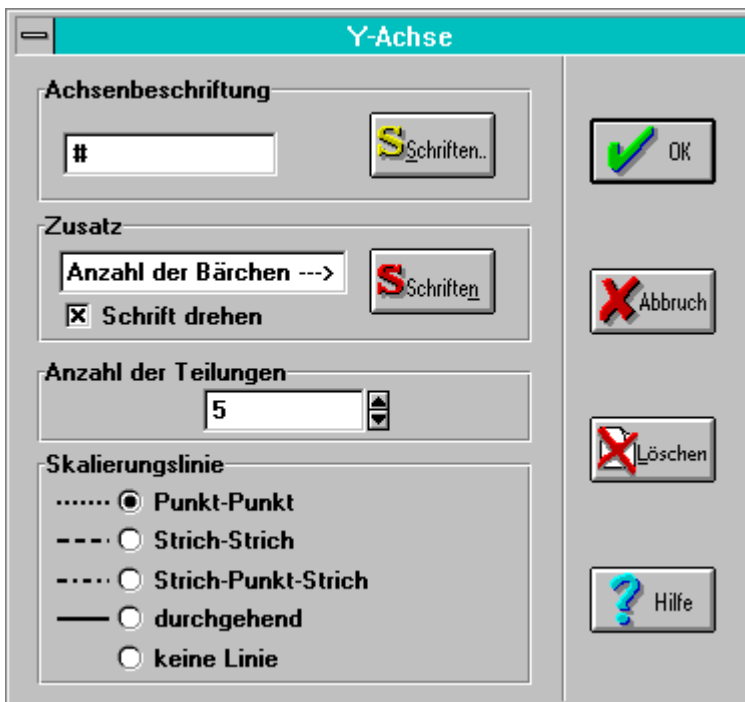 Y-Achse
Achsenbeschriftung
#
Schriften..
OK
Zusatz
Anzahl der Bärchen --->
Schriften
Schrift drehen
Abbruch
Anzahl der Teilungen
5
Löschen
Skalierungslinie
Punkt-Punkt
Strich-Strich
Strich-Punkt-Strich
durchgehend
keine Linie
Hilfe